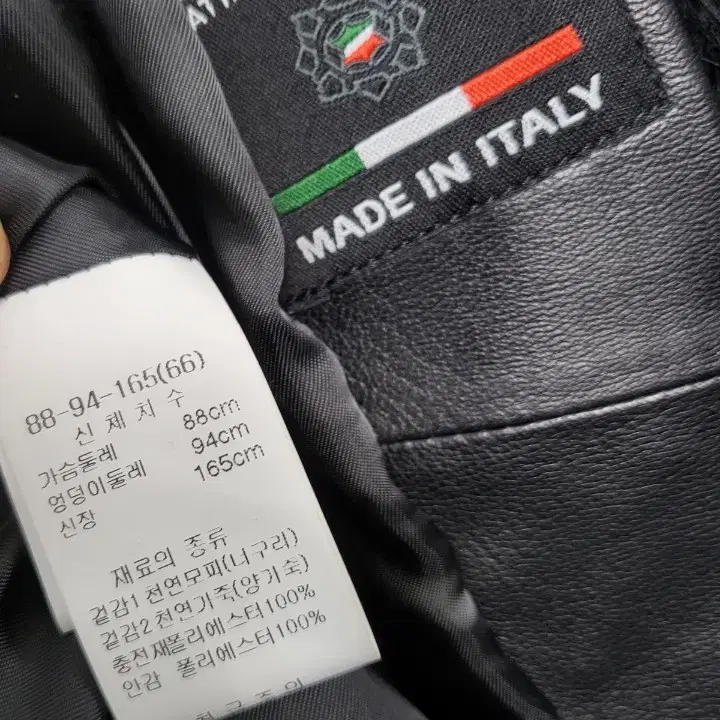 MADE IN ITALY
88-94-165(66)
신체치수
가슴둘레 88cm
엉덩이둘레 94cm
신장 165cm
재료의 종류
겉감1 천연모피(너구리)
겉감2 천연가죽(양가죽)
충전재폴리에스터100%
안감 폴리에스터100%